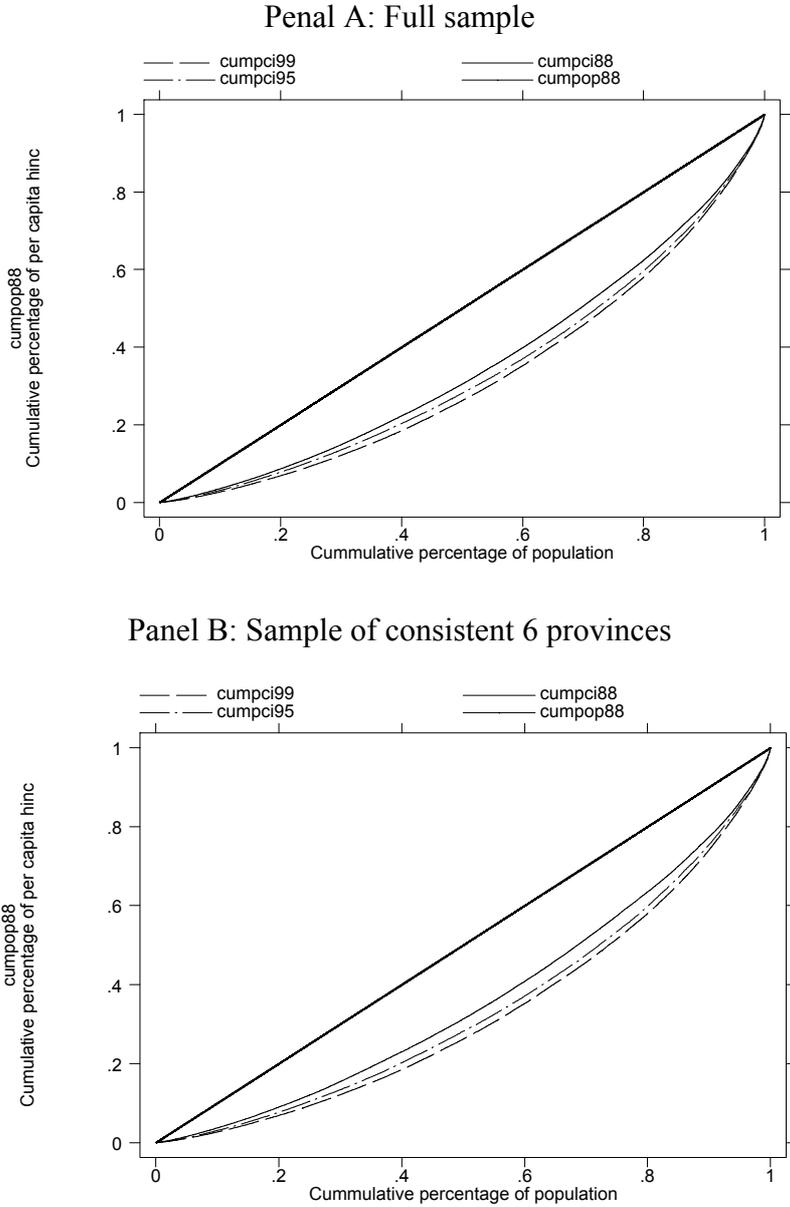 Penal A: Full sample
cumpci99 cumpci88
cumpci95 cumpop88
cumpop88
Cumulative percentage of per capita hinc
1
.8
.6
.4
.2
0
0 .2 .4 .6 .8 1
Cummulative percentage of population
Panel B: Sample of consistent 6 provinces
cumpci99 cumpci88
cumpci95 cumpop88
cumpop88
Cumulative percentage of per capita hinc
1
.8
.6
.4
.2
0
0 .2 .4 .6 .8 1
Cummulative percentage of population